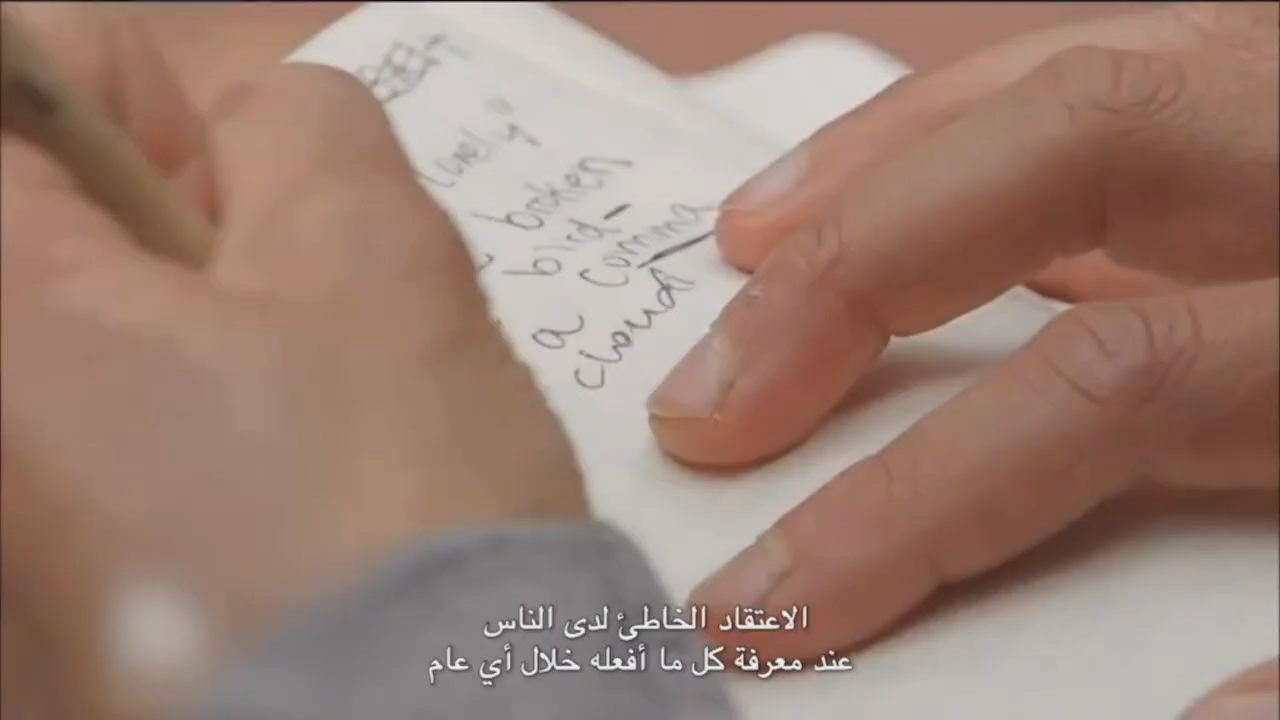 lonely"
broken
bird-
a comma
cloud
الاعتقاد الخاطئ لدى الناس
عند معرفة كل ما أفعله خلال أي عام